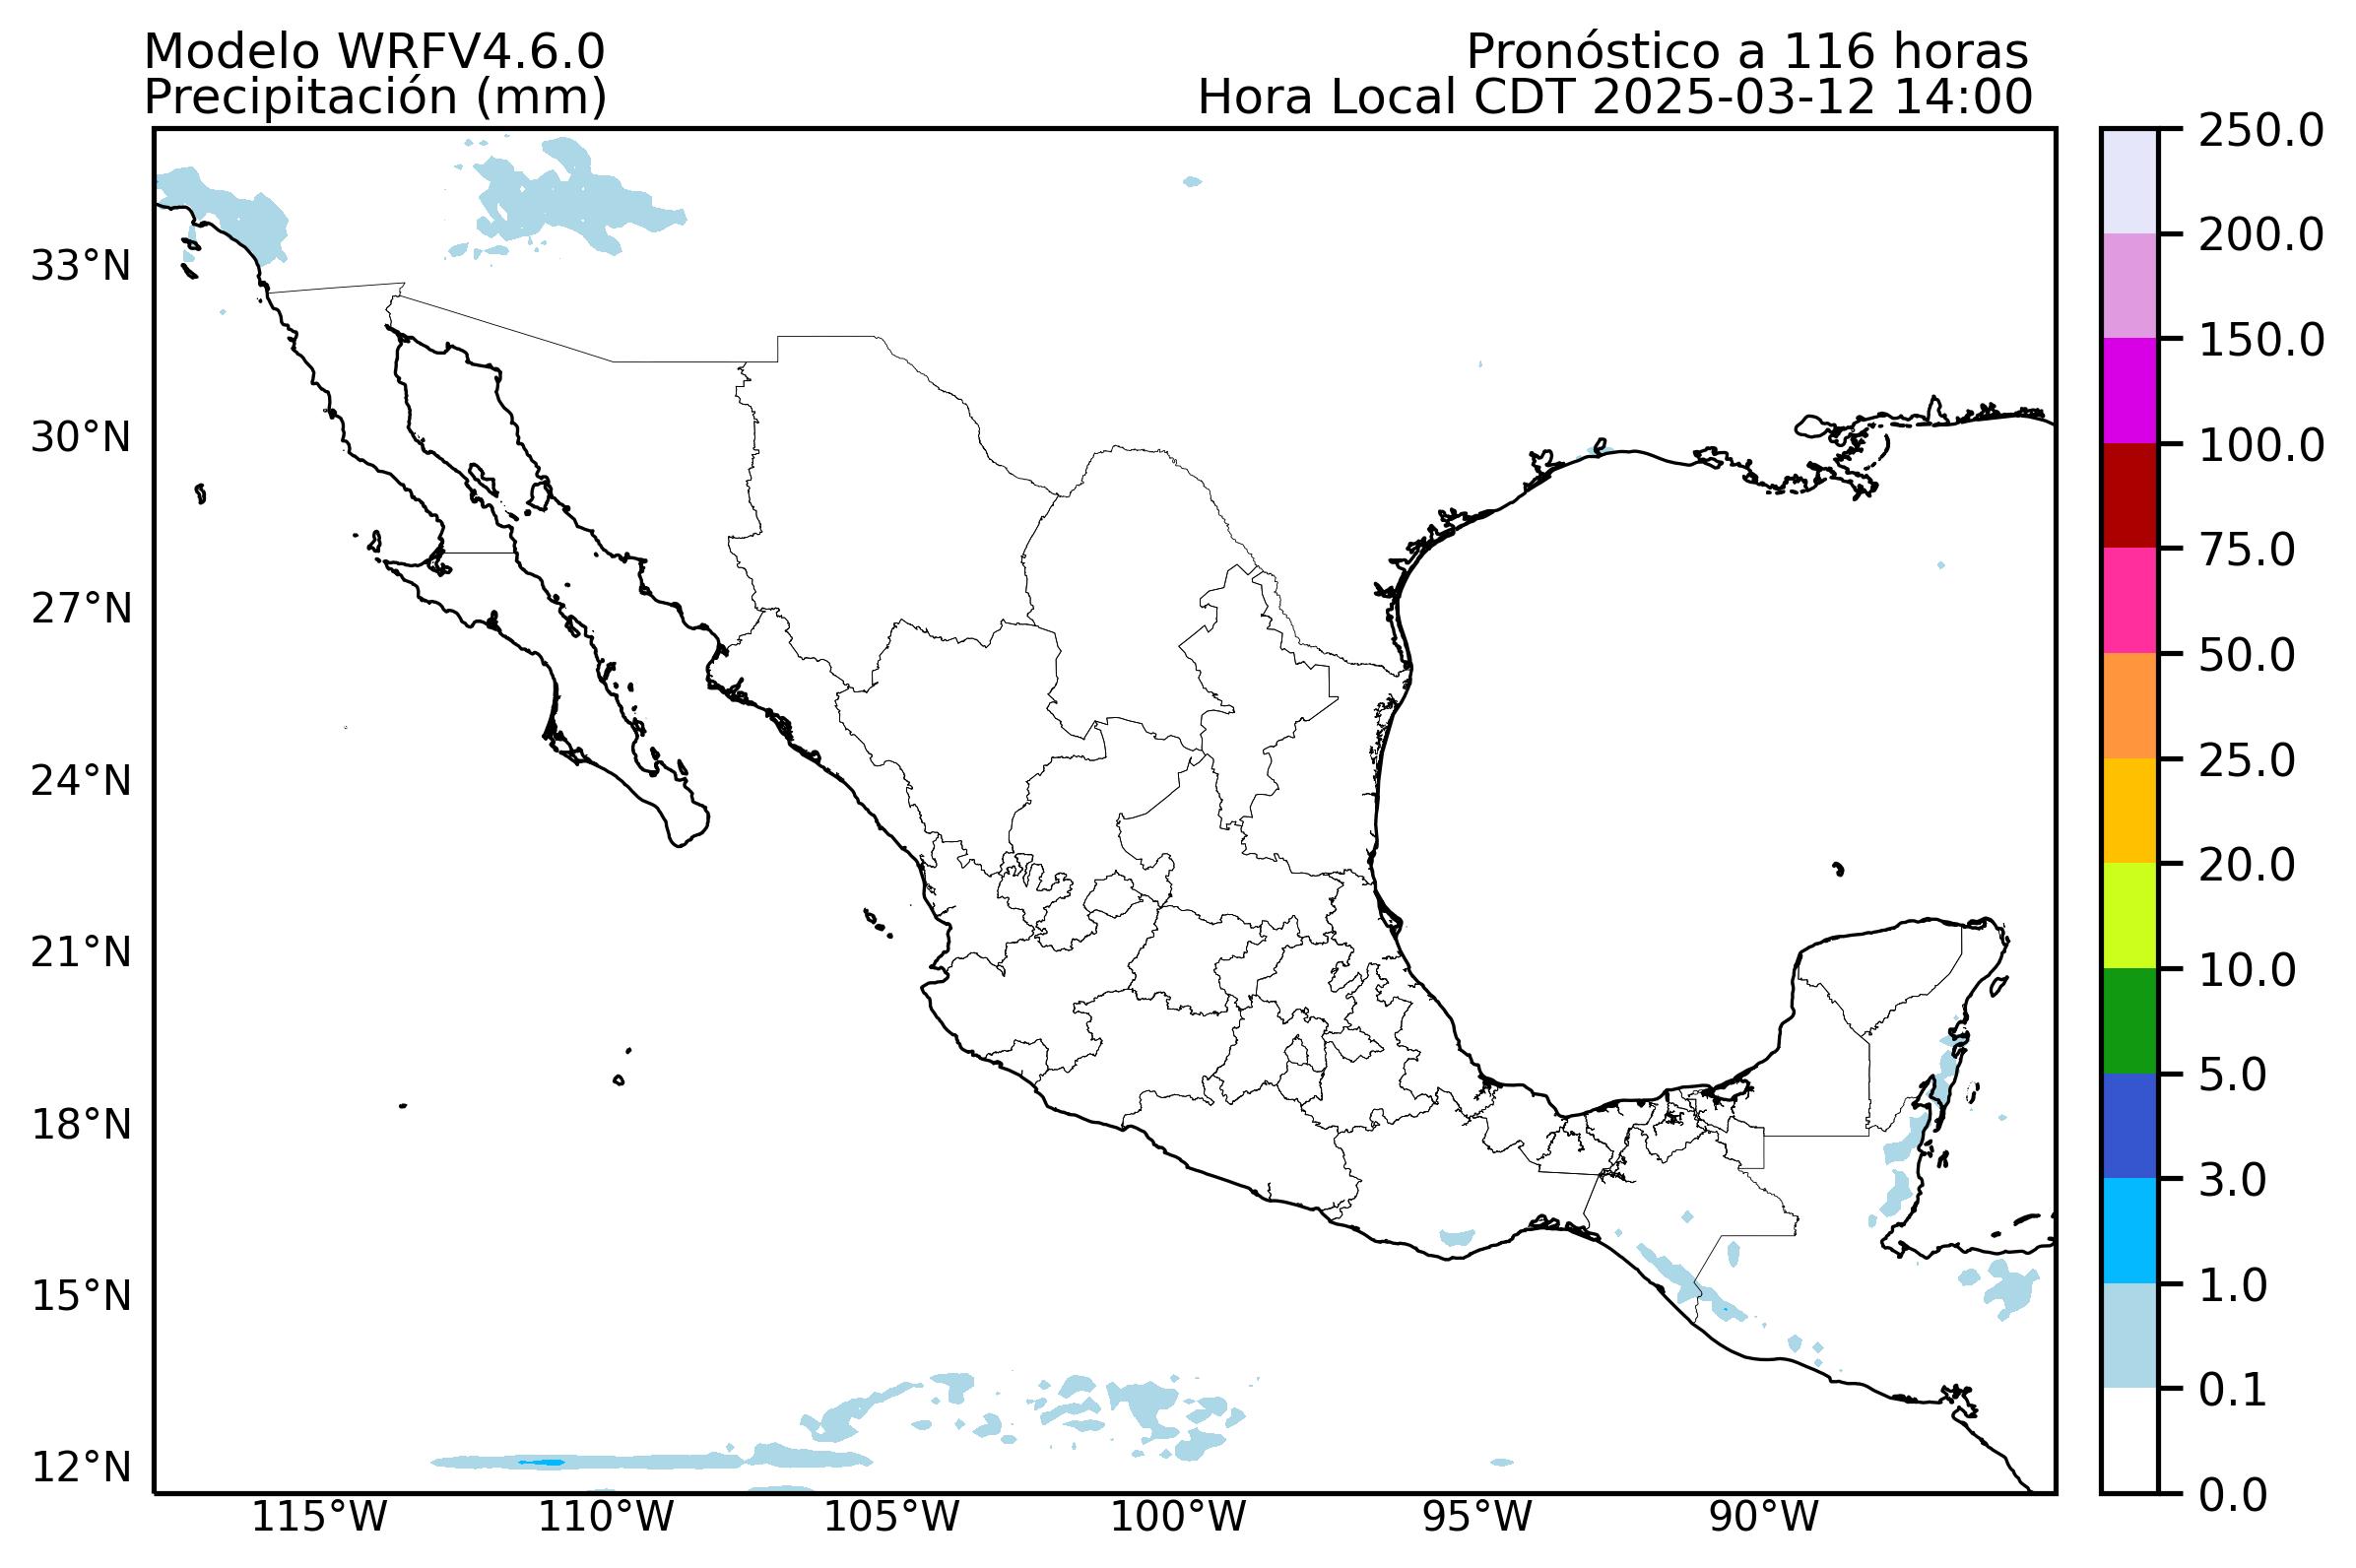 Modelo WRFV4.6.0
Precipitación (mm)
Pronóstico a 116 horas
Hora Local CDT 2025-03-12 14:00
33°N
30°N
27°N
24°N
21°N
18°N
15°N
12°N
115°W
110°W
105°W
100°W
95°W
90°W
250.0
200.0
150.0
100.0
75.0
50.0
25.0
20.0
10.0
5.0
3.0
1.0
0.1
0.0